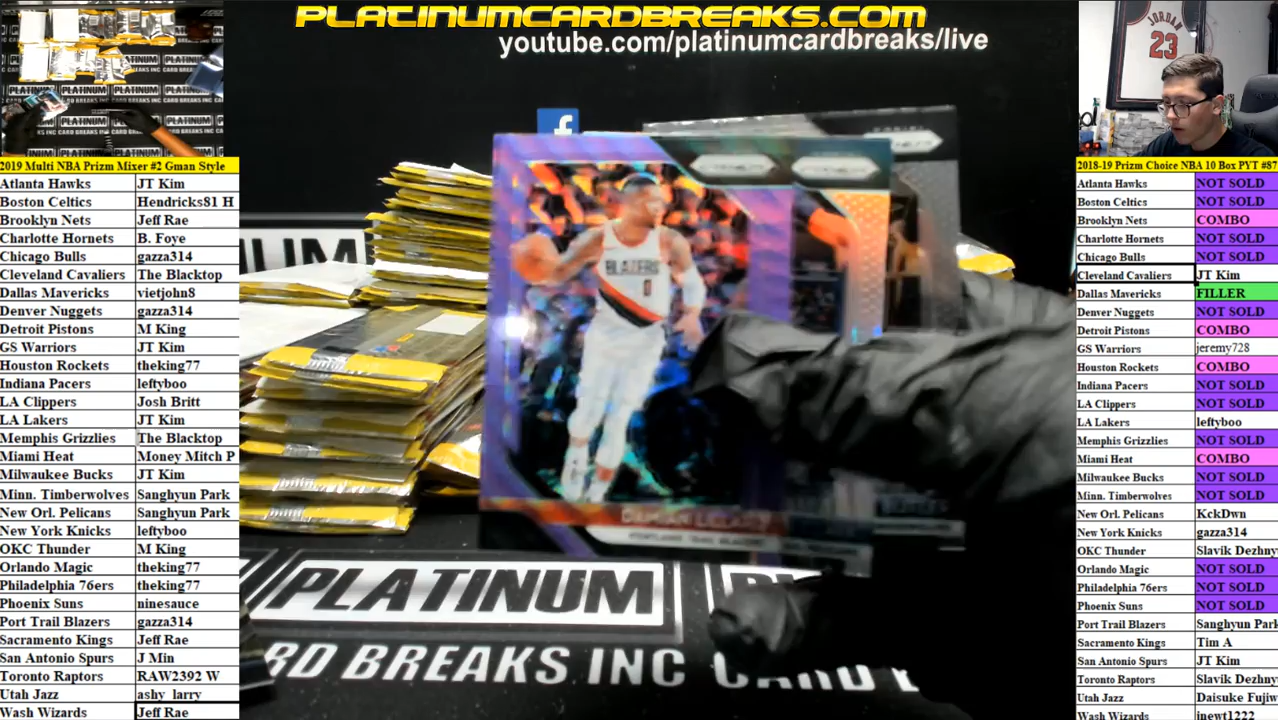 PLATINUMCARDBREAKS.COM
youtube.com/platinumcardbreaks/live
2019 Multi NBA Prizm Mixer #2 Gman Style
Atlanta Hawks JT Kim
Boston Celtics Hendricks81 H
Brooklyn Nets Jeff Rae
Charlotte Hornets B. Foye
Chicago Bulls gazza314
Cleveland Cavaliers The Blacktop
Dallas Mavericks vietjohn8
Denver Nuggets gazza314
Detroit Pistons M King
GS Warriors JT Kim
Houston Rockets theking77
Indiana Pacers leftyboo
LA Clippers Josh Britt
LA Lakers JT Kim
Memphis Grizzlies The Blacktop
Miami Heat Money Mitch P
Milwaukee Bucks JT Kim
Minn. Timberwolves Sanghyun Park
New Orl. Pelicans Sanghyun Park
New York Knicks leftyboo
OKC Thunder M King
Orlando Magic theking77
Philadelphia 76ers theking77
Phoenix Suns ninesauce
Port Trail Blazers gazza314
Sacramento Kings Jeff Rae
San Antonio Spurs J Min
Toronto Raptors RAW2392 W
Utah Jazz ashy_larry
Wash Wizards Jeff Rae
f
BLAZERS
0
PLATINUM
CARD BREAKS INC
JORDAN
23
2018-19 Prizm Choice NBA 10 Box PYT #87
Atlanta Hawks NOT SOLD
Boston Celtics NOT SOLD
Brooklyn Nets COMBO
Charlotte Hornets NOT SOLD
Chicago Bulls NOT SOLD
Cleveland Cavaliers JT Kim
Dallas Mavericks FILLER
Denver Nuggets NOT SOLD
Detroit Pistons COMBO
GS Warriors jeremy728
Houston Rockets COMBO
Indiana Pacers NOT SOLD
LA Clippers NOT SOLD
LA Lakers leftyboo
Memphis Grizzlies NOT SOLD
Miami Heat COMBO
Milwaukee Bucks NOT SOLD
Minn. Timberwolves NOT SOLD
New Orl. Pelicans KckDwn
New York Knicks gazza314
OKC Thunder Slavik Dezhny
Orlando Magic NOT SOLD
Philadelphia 76ers NOT SOLD
Phoenix Suns NOT SOLD
Port Trail Blazers Sanghyun Park
Sacramento Kings Tim A
San Antonio Spurs JT Kim
Toronto Raptors Slavik Dezhny
Utah Jazz Daisuke Fujiw
Wash Wizards jnewt1222